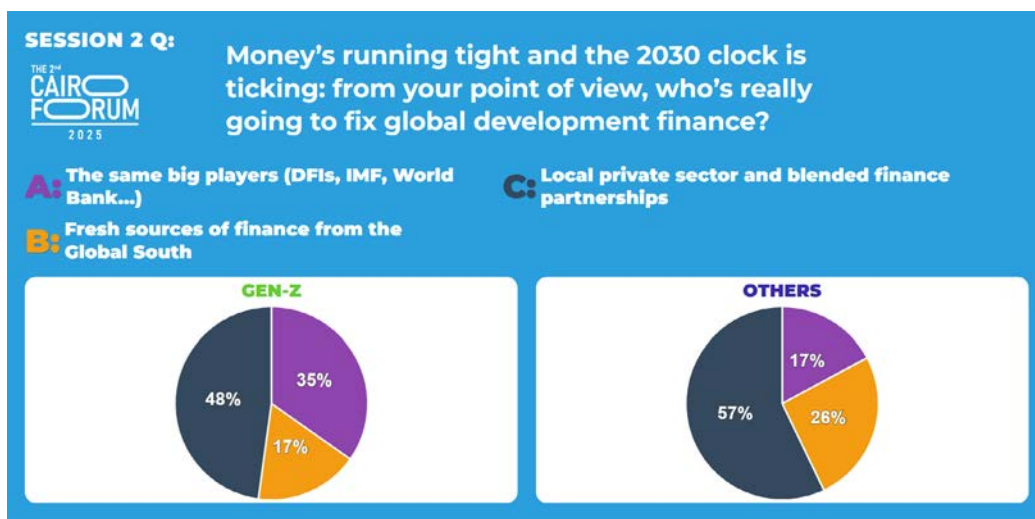 SESSION 2 Q:
THE 2nd
CAIRO
FORUM
2025
Money's running tight and the 2030 clock is
ticking: from your point of view, who's really
going to fix global development finance?
A: The same big players (DFIs, IMF, World
Bank...)
B: Fresh sources of finance from the
Global South
C: Local private sector and blended finance
partnerships
GEN-Z
35%
48%
17%
OTHERS
17%
57%
26%